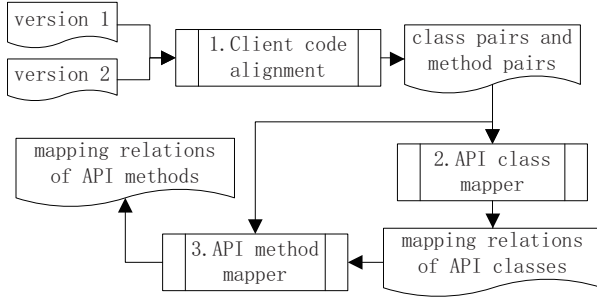 version 1
version 2
1.Client code
alignment
class pairs and
method pairs
mapping relations
of API methods
2.API class
mapper
3.API method
mapper
mapping relations
of API classes